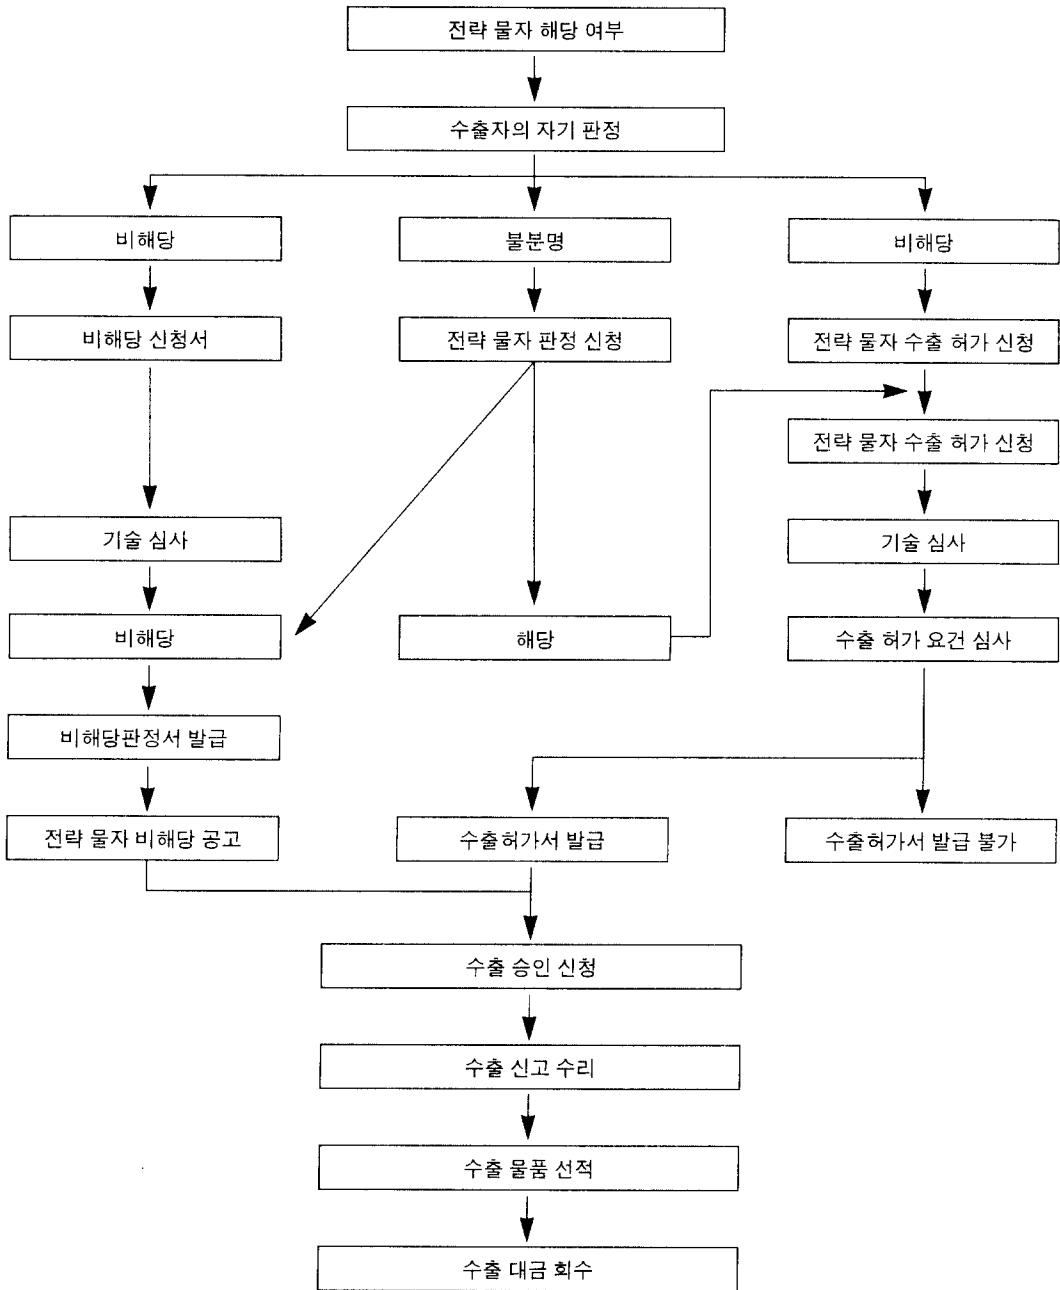 전략 물자 해당 여부
수출자의 자기 판정
비해당
불분명
비해당
비해당 신청서
전략 물자 판정 신청
전략 물자 수출 허가 신청
전략 물자 수출 허가 신청
기술 심사
기술 심사
비해당
해당
수출 허가 요건 심사
비해당판정서 발급
전략 물자 비해당 공고
수출허가서 발급
수출허가서 발급 불가
수출 승인 신청
수출 신고 수리
수출 물품 선적
수출 대금 회수